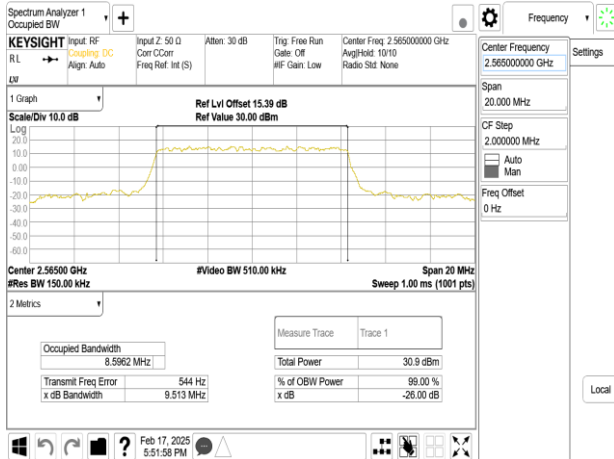 Spectrum Analyzer 1
Occupied BW
Frequency
KEYSIGHT
RL
LXI
Input: RF
Coupling: DC
Align: Auto
Input Z: 50 Ω
Corr CCorr
Freq Ref: Int (S)
Atten: 30 dB
Trig: Free Run
Gate: Off
#IF Gain: Low
Center Freq: 2.565000000 GHz
Avg|Hold: 10/10
Radio Std: None
Center Frequency
2.565000000 GHz
Settings
Span
20.000 MHz
CF Step
2.000000 MHz
Auto
Man
Freq Offset
0 Hz
Local
1 Graph
Scale/Div 10.0 dB
Ref Lvl Offset 15.39 dB
Ref Value 30.00 dBm
Log
20.0
10.0
0.00
-10.0
-20.0
-30.0
-40.0
-50.0
-60.0
Center 2.56500 GHz
#Video BW 510.00 kHz
Span 20 MHz
#Res BW 150.00 kHz
Sweep 1.00 ms (1001 pts)
2 Metrics
Measure Trace
Trace 1
Occupied Bandwidth
8.5962 MHz
Total Power
30.9 dBm
Transmit Freq Error
544 Hz
% of OBW Power
99.00 %
x dB Bandwidth
9.513 MHz
x dB
-26.00 dB
Feb 17, 2025
5:51:58 PM